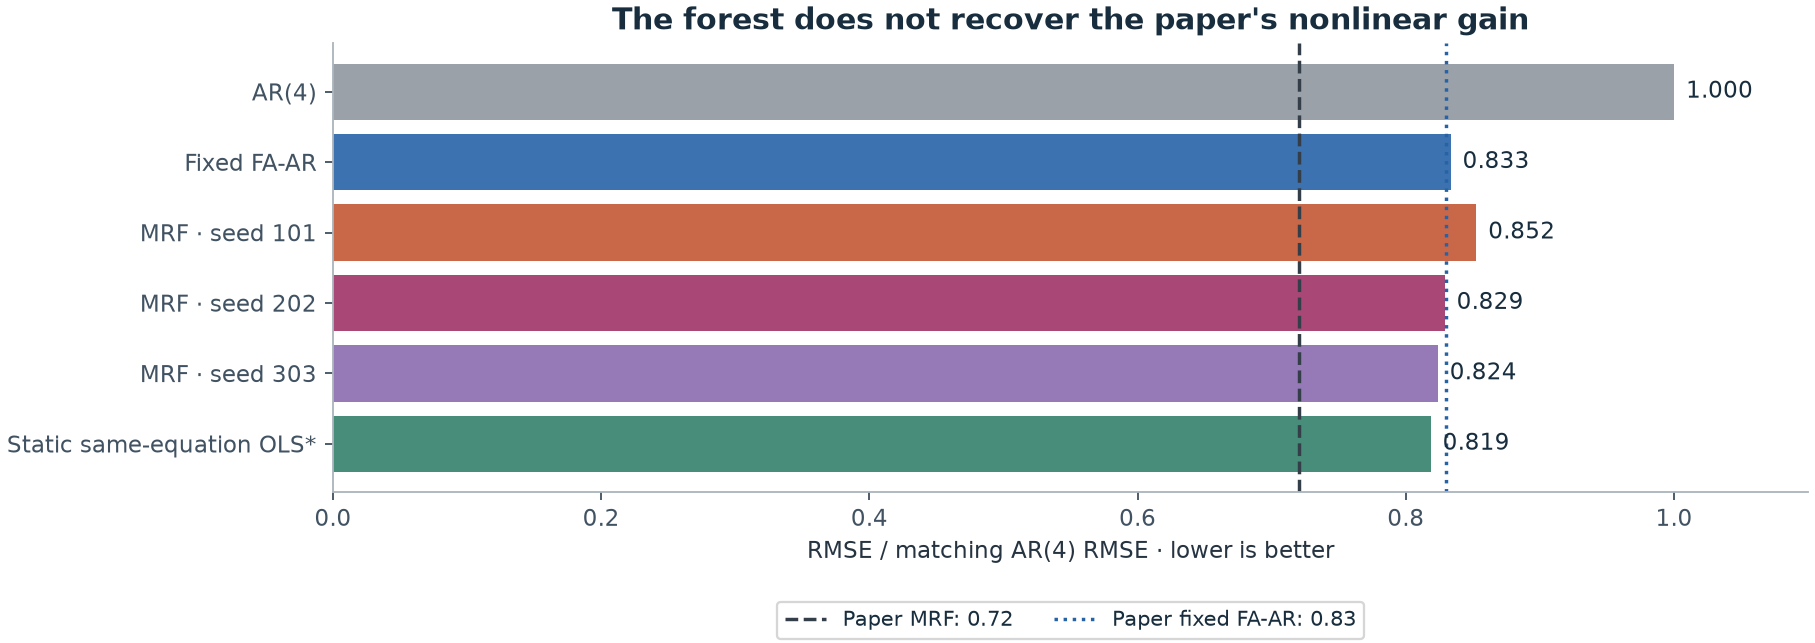 The forest does not recover the paper's nonlinear gain
AR(4)
1.000
Fixed FA-AR
0.833
MRF · seed 101
0.852
MRF · seed 202
0.829
MRF · seed 303
0.824
Static same-equation OLS*
0.819
0.0 0.2 0.4 0.6 0.8 1.0
RMSE / matching AR(4) RMSE · lower is better
Paper MRF: 0.72 Paper fixed FA-AR: 0.83